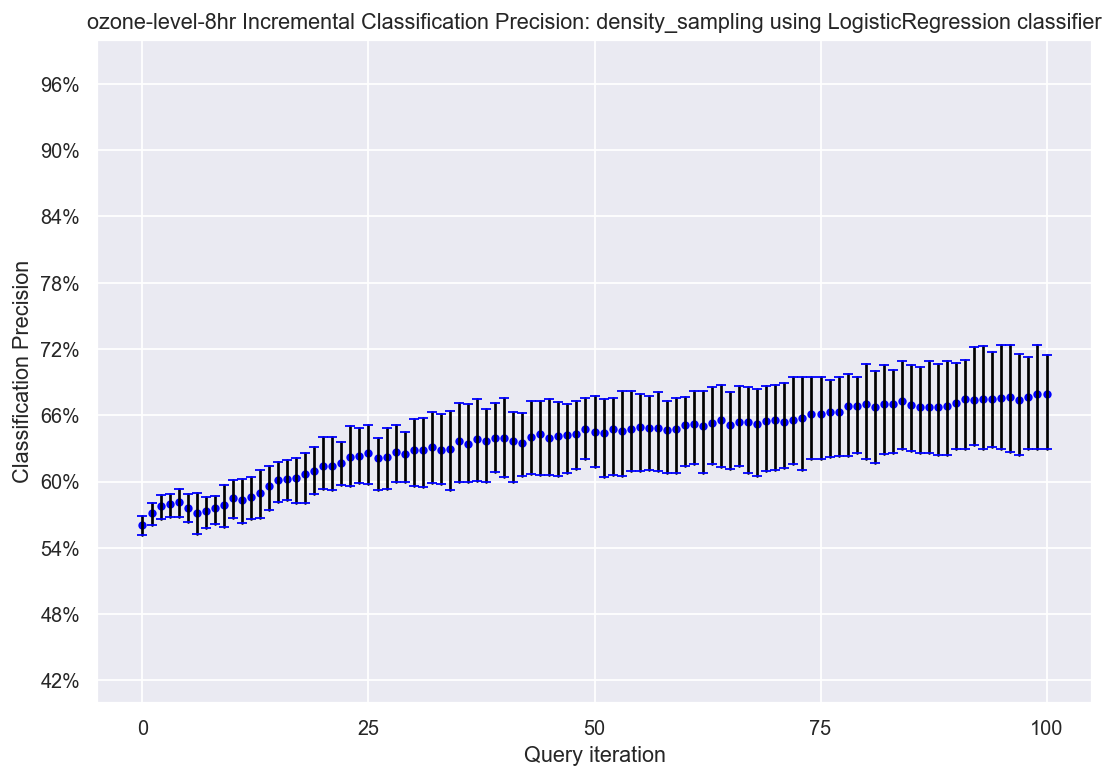 ozone-level-8hr Incremental Classification Precision: density_sampling using LogisticRegression classifier
96%
90%
84%
78%
72%
66%
60%
54%
48%
42%
Classification Precision
0 25 50 75 100
Query iteration